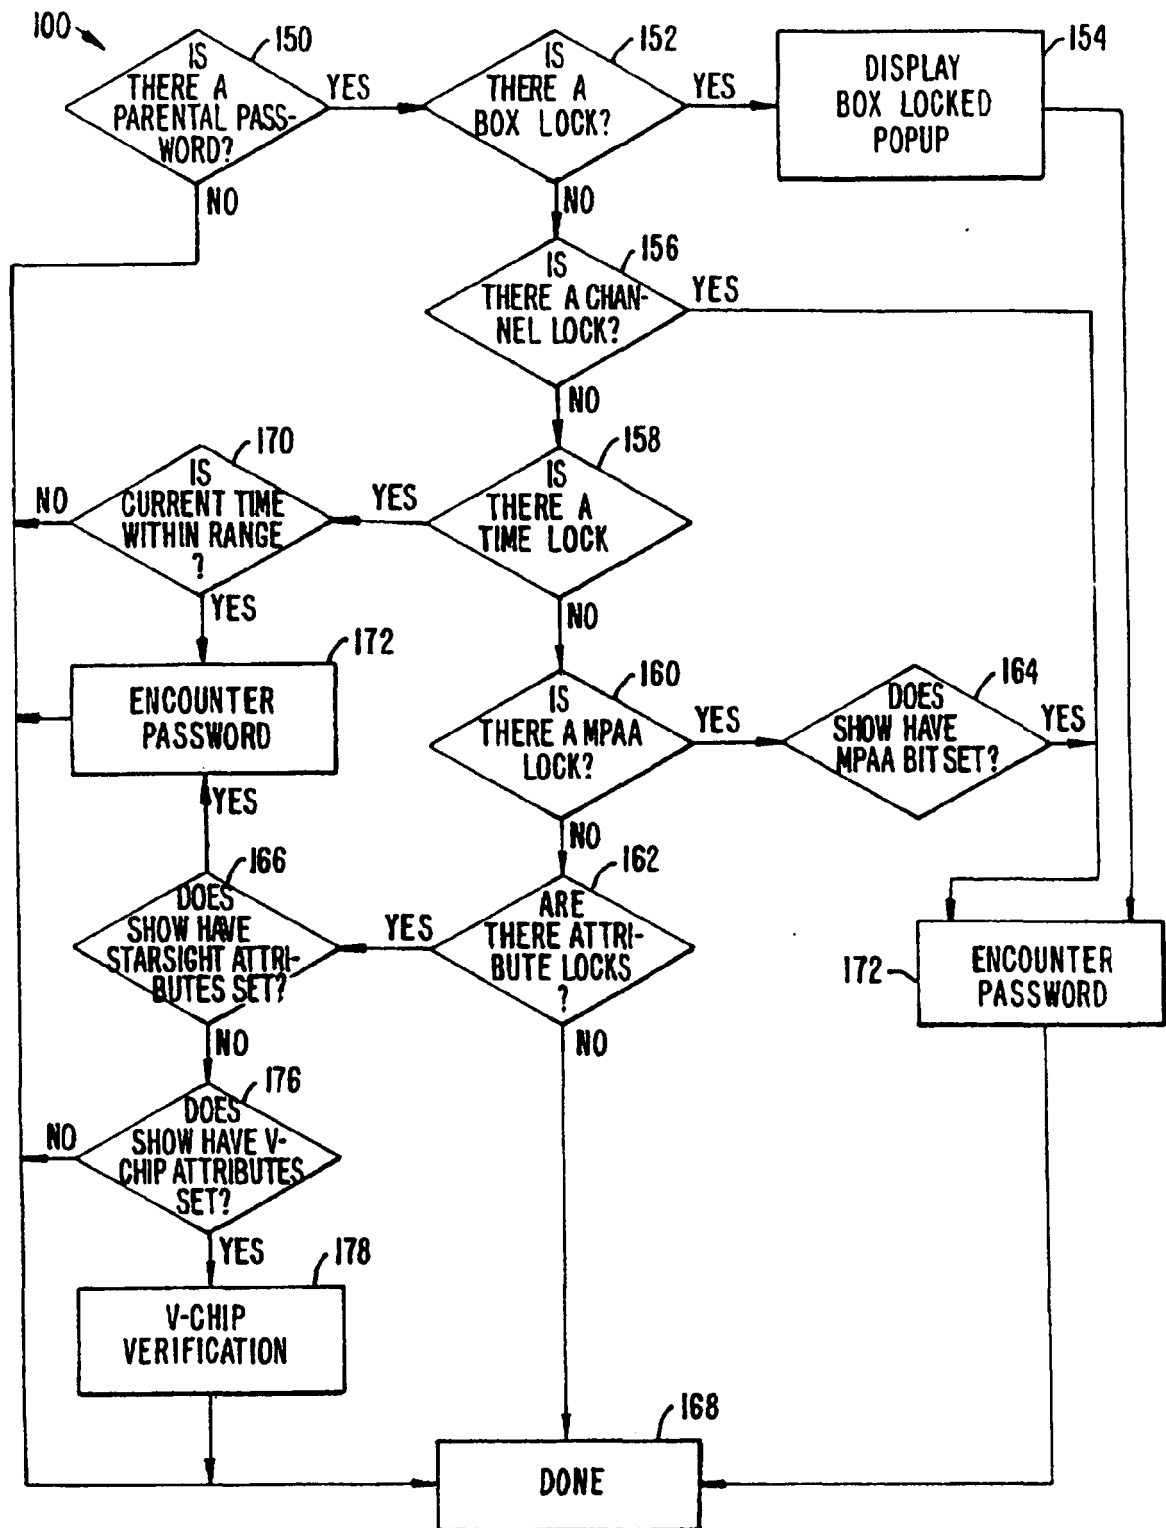 100
150
IS
THERE A
PARENTAL PASS-
WORD?
YES
NO
152
IS
THERE A
BOX LOCK?
YES
NO
154
DISPLAY
BOX LOCKED
POPUP
156
IS
THERE A CHAN-
NEL LOCK?
YES
NO
170
IS
CURRENT TIME
WITHIN RANGE
?
NO
YES
158
IS
THERE A
TIME LOCK
YES
NO
172
ENCOUNTER
PASSWORD
160
IS
THERE A MPAA
LOCK?
YES
NO
164
DOES
SHOW HAVE
MPAA BIT SET?
YES
YES
166
DOES
SHOW HAVE
STARSIGHT ATTRI-
BUTES SET?
NO
162
ARE
THERE ATTRI-
BUTE LOCKS
?
YES
NO
172
ENCOUNTER
PASSWORD
176
DOES
SHOW HAVE V-
CHIP ATTRIBUTES
SET?
NO
YES
178
V-CHIP
VERIFICATION
168
DONE